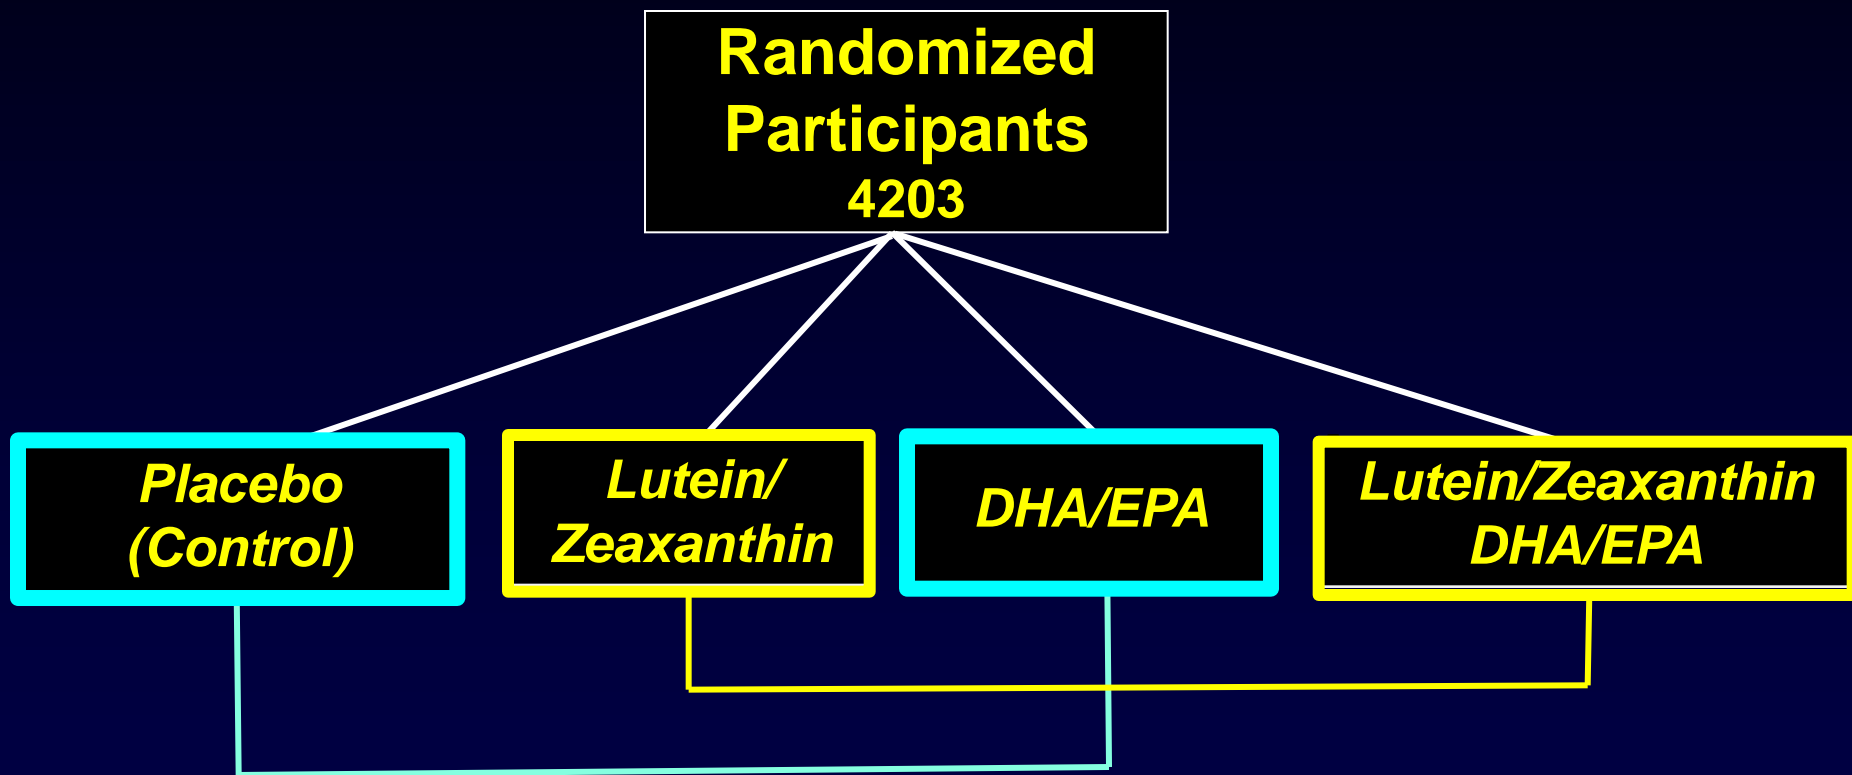 Randomized
Participants
4203
Placebo
(Control)
Lutein/
Zeaxanthin
DHA/EPA
Lutein/Zeaxanthin
DHA/EPA